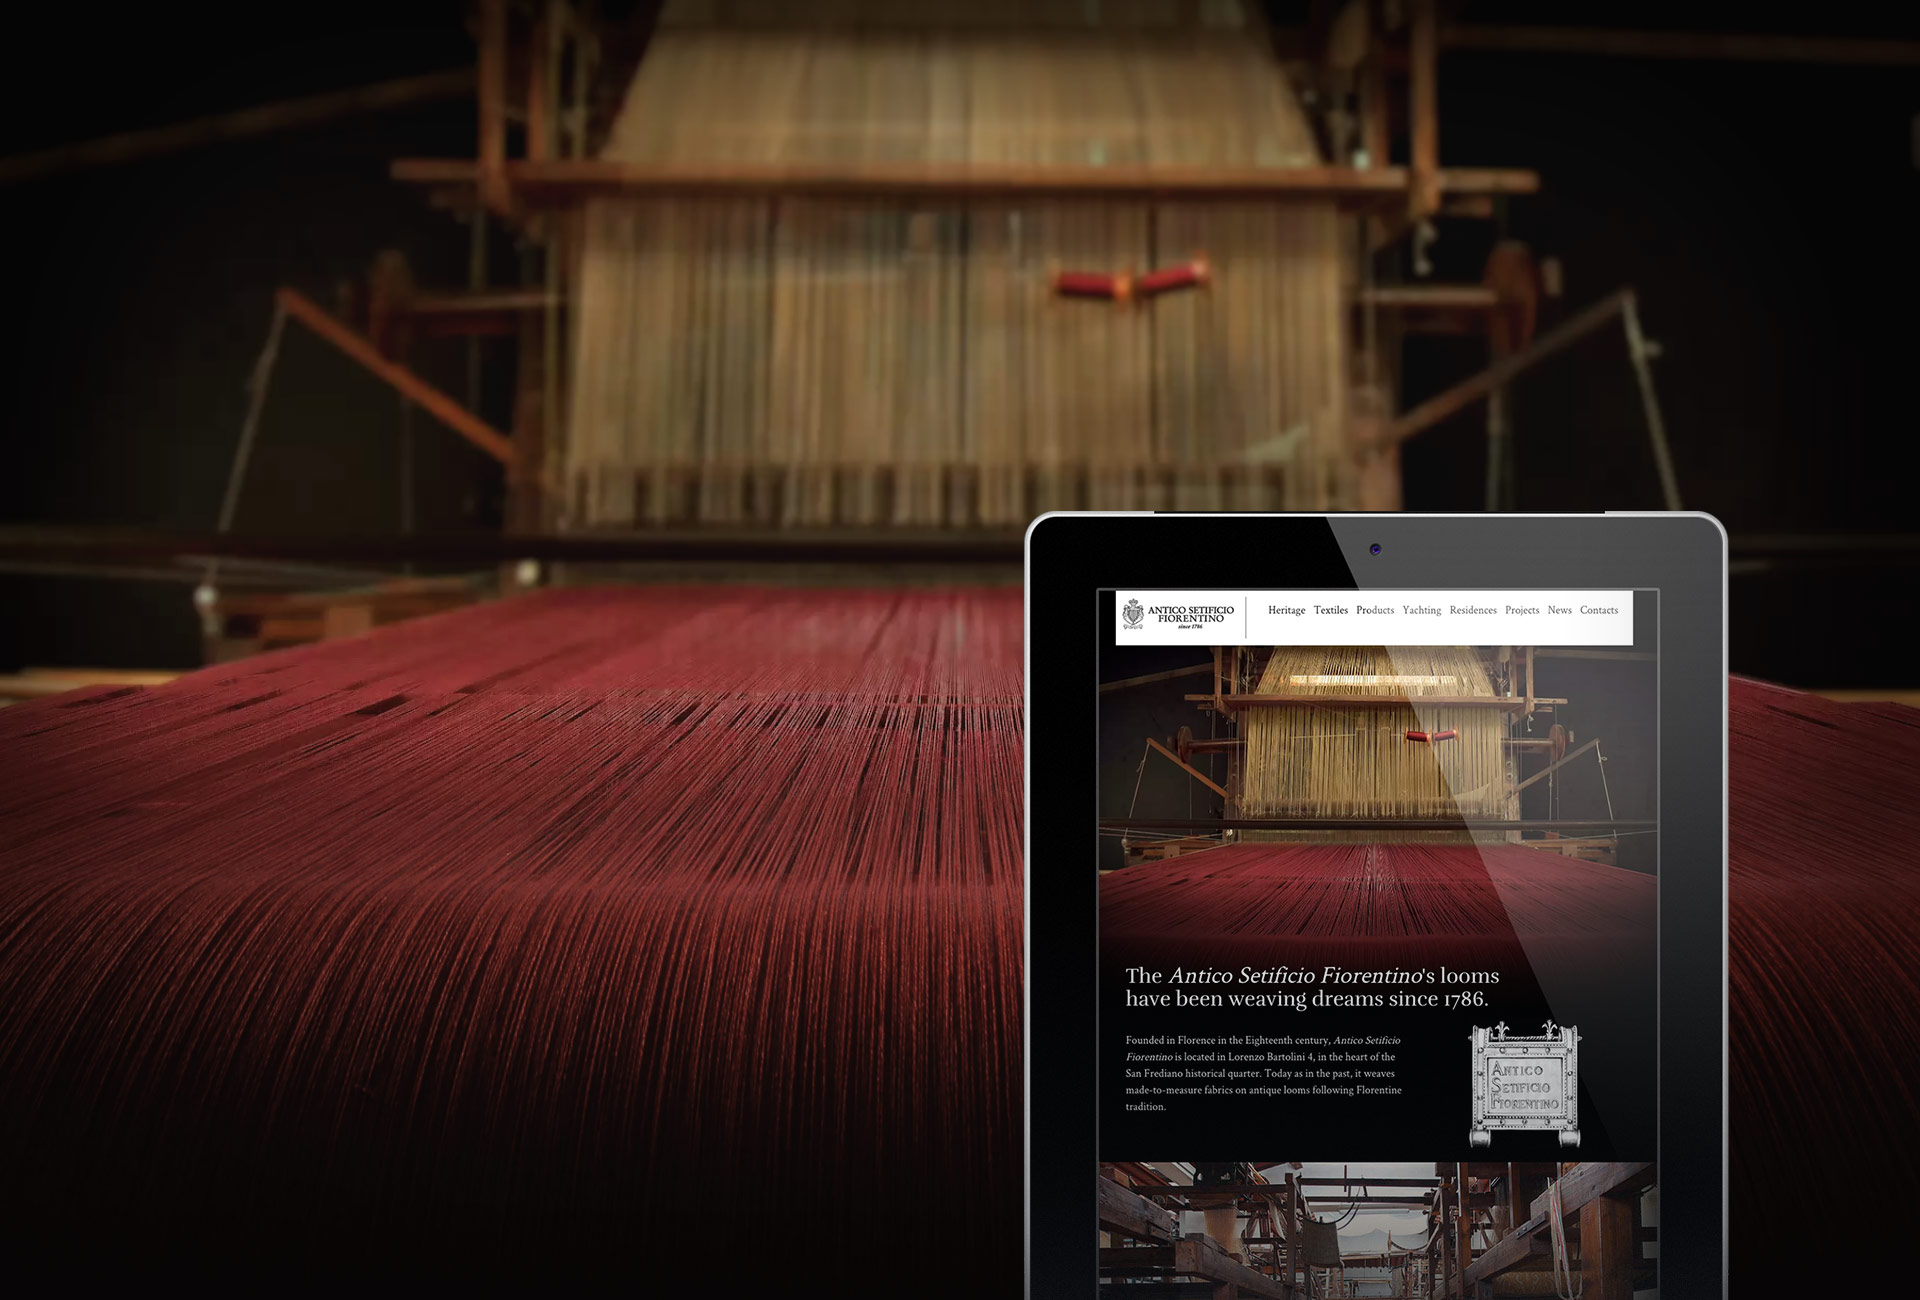 ANTICO SETIFICIO
FIORENTINO
since 1786
Heritage Textiles Products Yachting Residences Projects News Contacts
The Antico Setificio Fiorentino's looms
have been weaving dreams since 1786.
Founded in Florence in the Eighteenth century, Antico Setificio
Fiorentino is located in Lorenzo Bartolini 4, in the heart of the
San Frediano historical quarter. Today as in the past, it weaves
made-to-measure fabrics on antique looms following Florentine
tradition.
ANTICO
SETIFICIO
FIORENTINO